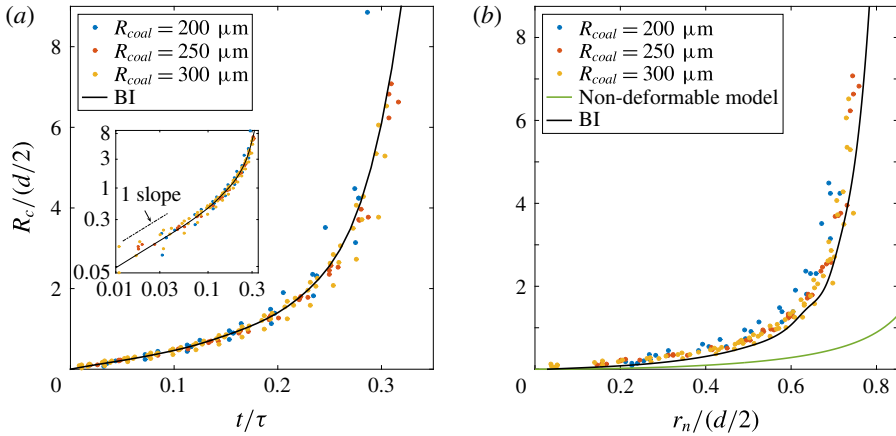 (a)
R_coal = 200 μm
R_coal = 250 μm
R_coal = 300 μm
BI
8
6
4
2
0
R_c/(d/2)
8
3
1
0.3
0.05
1 slope
0.01 0.03 0.1 0.3
0.1 0.2 0.3
t/τ
(b)
R_coal = 200 μm
R_coal = 250 μm
R_coal = 300 μm
Non-deformable model
BI
8
6
4
2
0
0.2 0.4 0.6 0.8
r_n/(d/2)